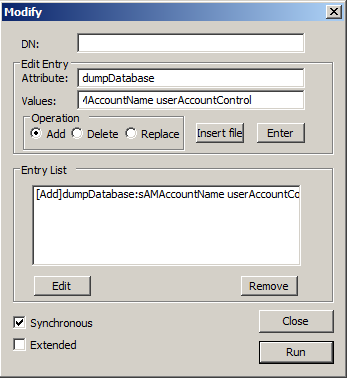 Modify
DN:
Edit Entry
Attribute: dumpDatabase
Values: MAccountName userAccountControl
Operation
Add Delete Replace Insert file Enter
Entry List
[Add]dumpDatabase:sAMAccountName userAccountCo
Edit Remove
Synchronous Close
Extended Run